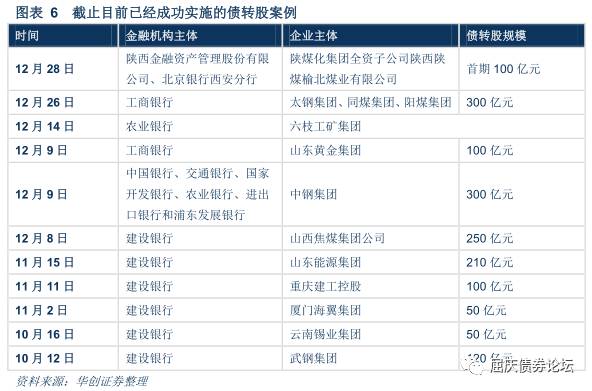 图表 6 截止目前已经成功实施的债转股案例
时间 金融机构主体 企业主体 债转股规模
12 月 28 日 陕西金融资产管理股份有限公司、北京银行西安分行 陕煤化集团全资子公司陕西陕煤榆北煤业有限公司 首期 100 亿元
12 月 26 日 工商银行 太钢集团、同煤集团、阳煤集团 300 亿元
12 月 14 日 农业银行 六枝工矿集团
12 月 9 日 工商银行 山东黄金集团 100 亿元
12 月 9 日 中国银行、交通银行、国家开发银行、农业银行、进出口银行和浦东发展银行 中钢集团 300 亿元
12 月 8 日 建设银行 山西焦煤集团公司 250 亿元
11 月 15 日 建设银行 山东能源集团 210 亿元
11 月 11 日 建设银行 重庆建工控股 100 亿元
11 月 2 日 建设银行 厦门海翼集团 50 亿元
10 月 16 日 建设银行 云南锡业集团 50 亿元
10 月 12 日 建设银行 武钢集团 120 亿元
资料来源：华创证券整理
屈庆债券论坛